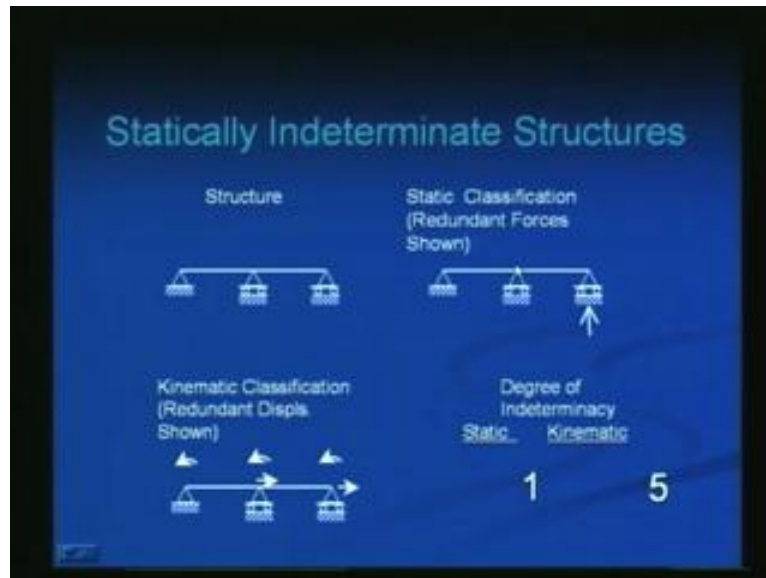 Statically Indeterminate Structures
Structure
Static Classification
(Redundant Forces
Shown)
Kinematic Classification
(Redundant Displs.
Shown)
Degree of
Indeterminacy
Static Kinematic
1 5